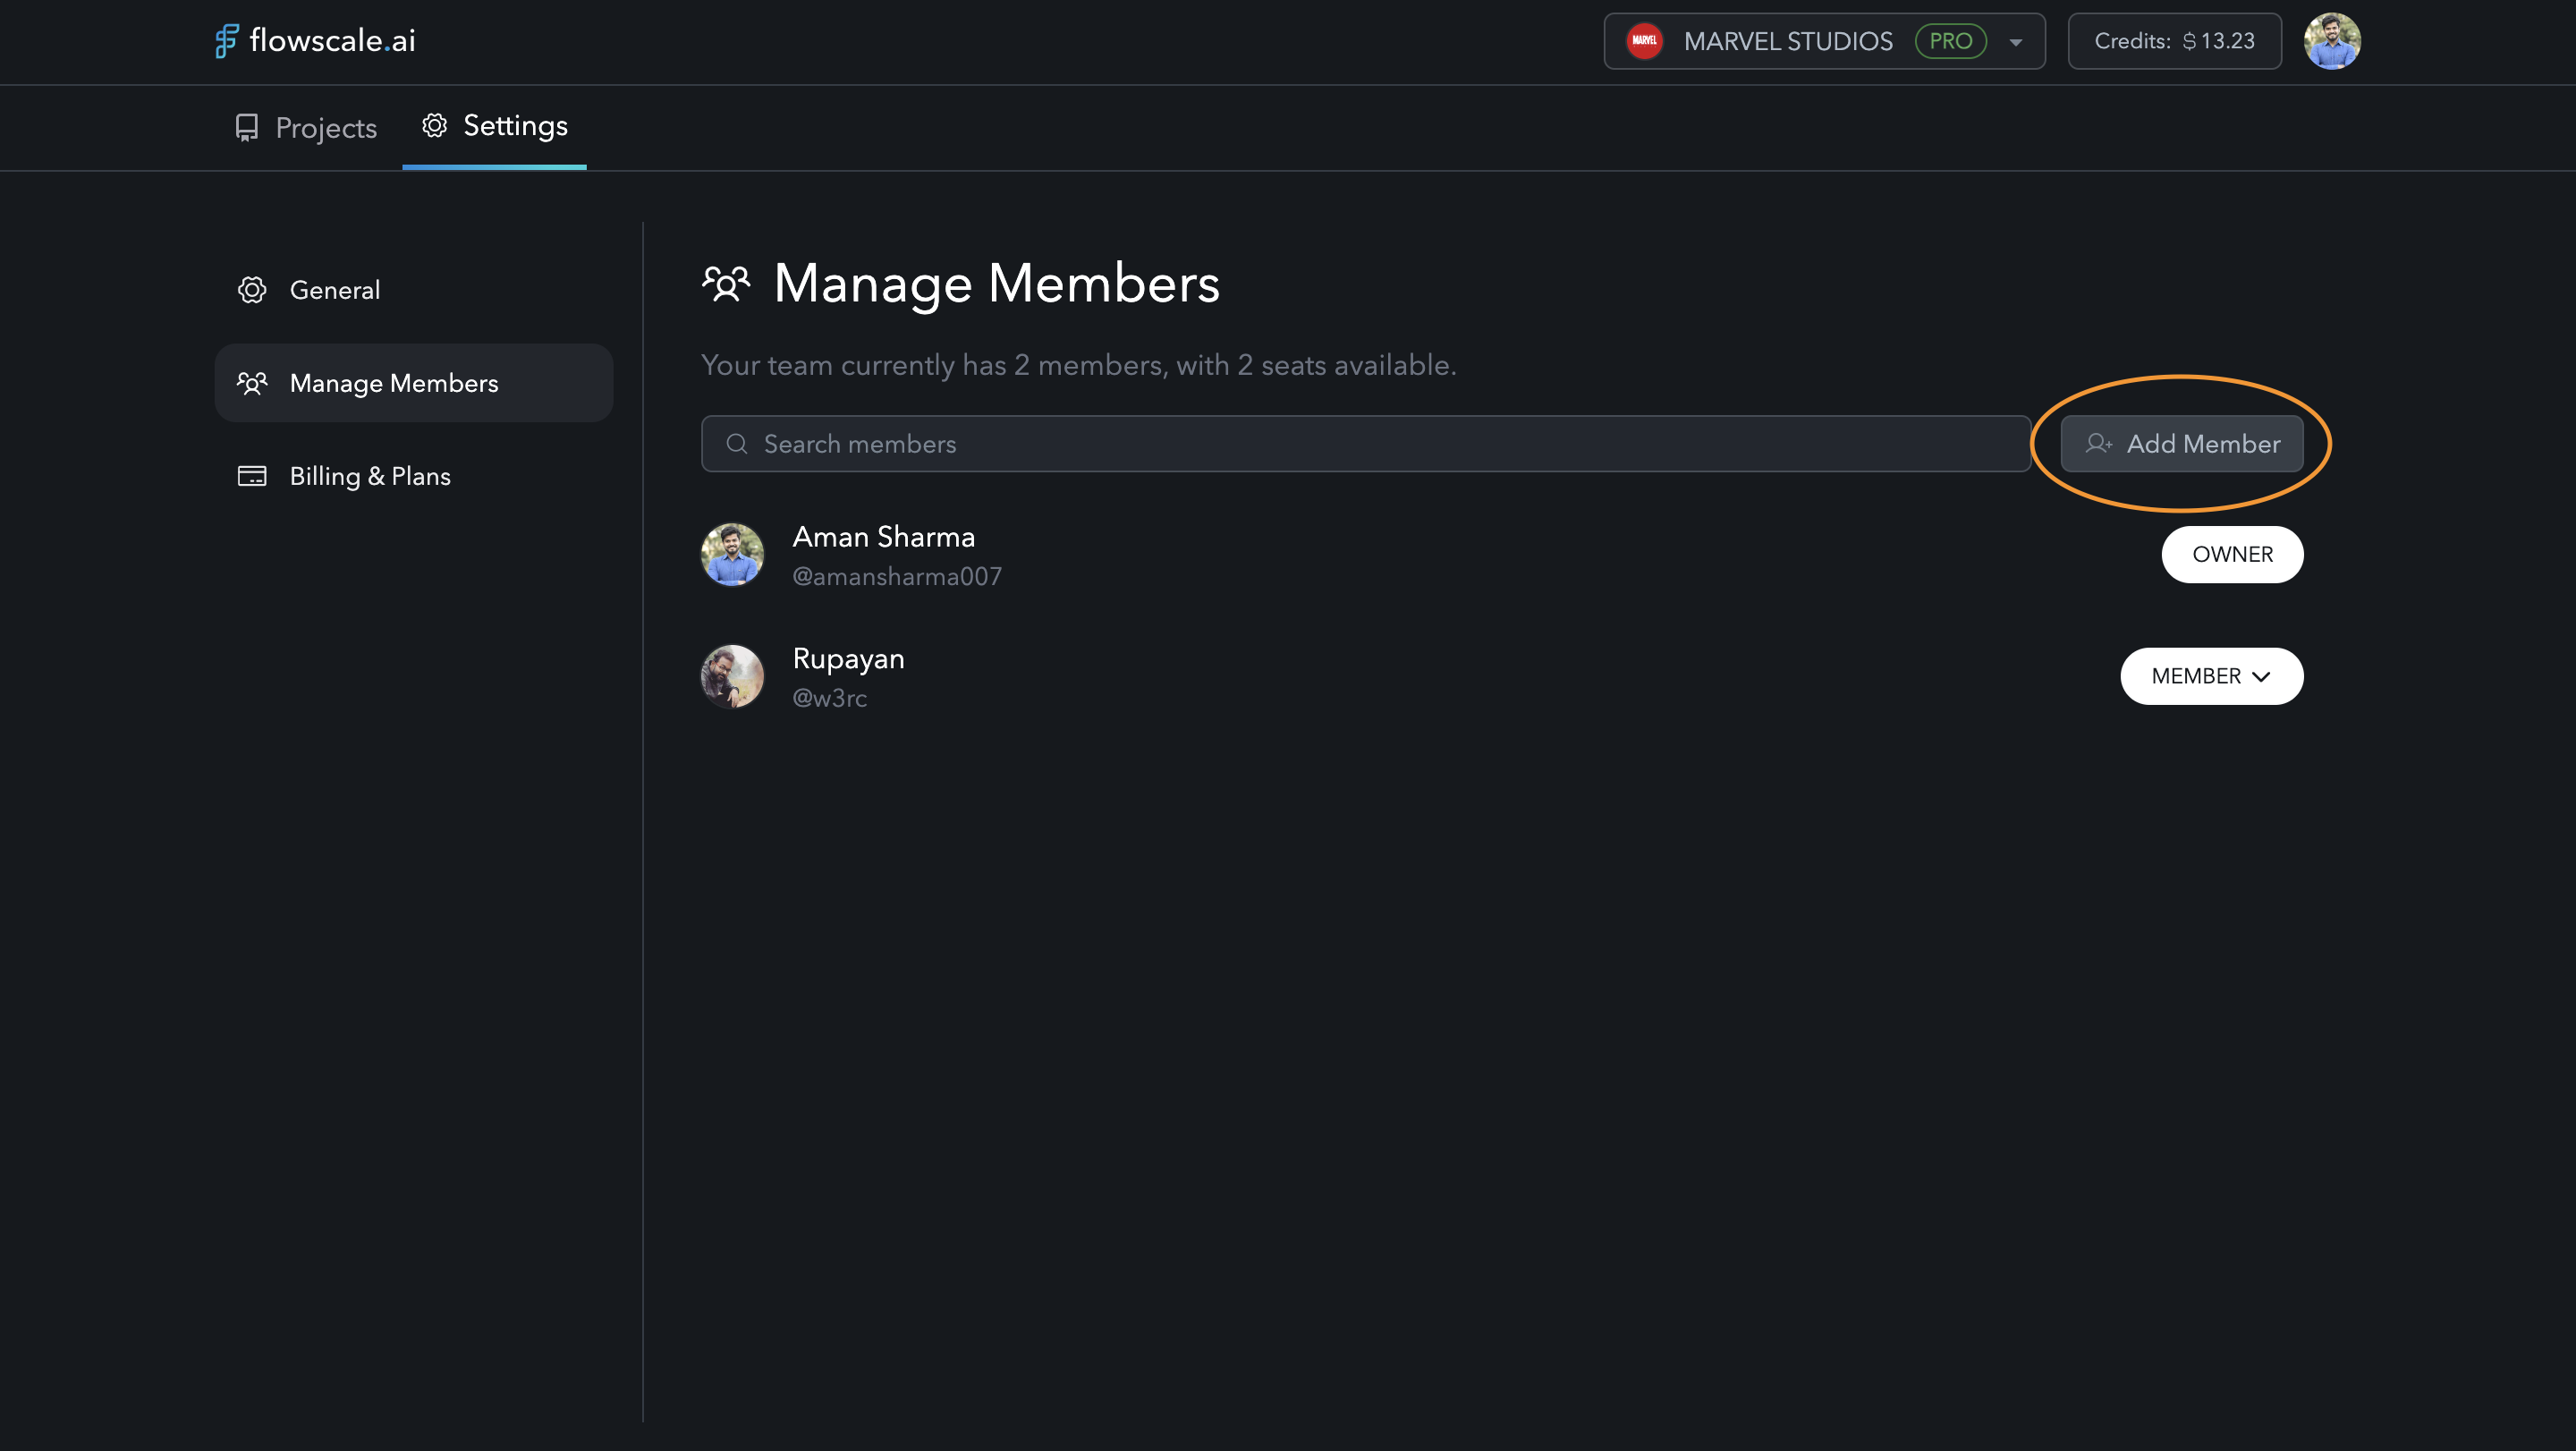 flowscale.ai
MARVEL
MARVEL STUDIOS
PRO
Credits: $13.23
Projects
Settings
General
Manage Members
Billing & Plans
Manage Members
Your team currently has 2 members, with 2 seats available.
Search members
Add Member
Aman Sharma
@amansharma007
OWNER
Rupayan
@w3rc
MEMBER